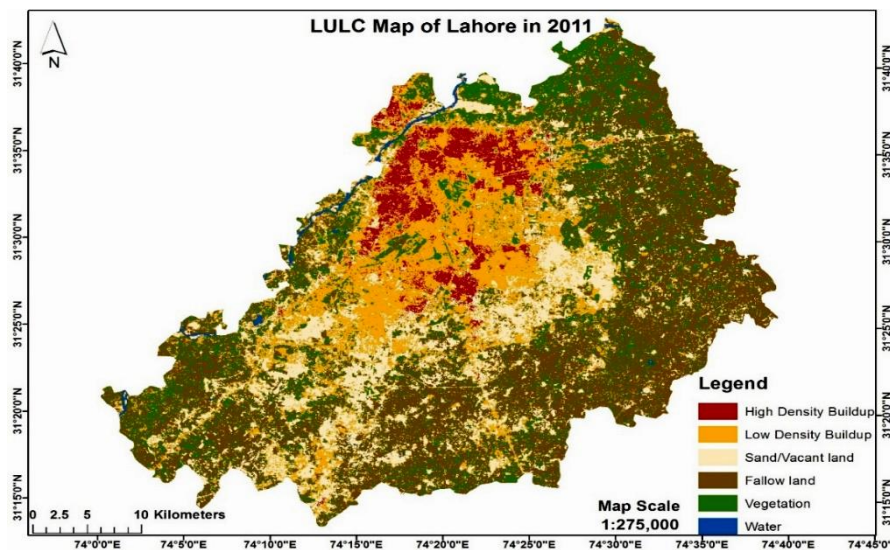 LULC Map of Lahore in 2011
N
31°40'0"N
31°35'0"N
31°30'0"N
31°25'0"N
31°20'0"N
31°15'0"N
31°40'0"N
31°35'0"N
31°30'0"N
31°25'0"N
31°20'0"N
31°15'0"N
Legend
High Density Buildup
Low Density Buildup
Sand/Vacant land
Fallow land
Vegetation
Water
Map Scale
1:275,000
0 2.5 5 10 Kilometers
74°0'0"E 74°5'0"E 74°10'0"E 74°15'0"E 74°20'0"E 74°25'0"E 74°30'0"E 74°35'0"E 74°40'0"E 74°45'0"E